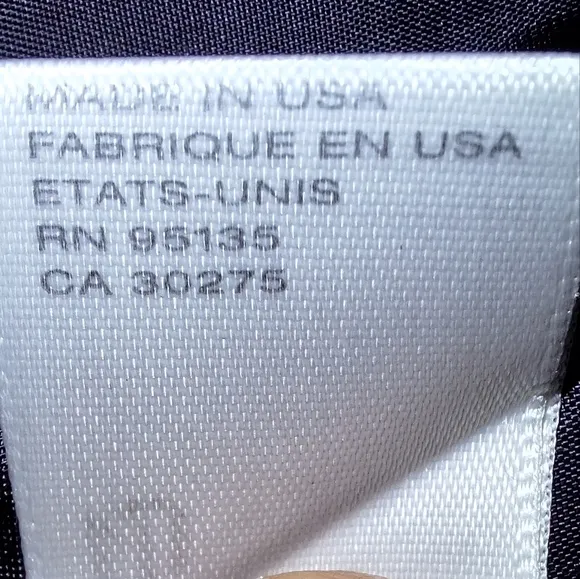 MADE IN USA
FABRIQUE EN USA
ETATS-UNIS
RN 95135
CA 30275